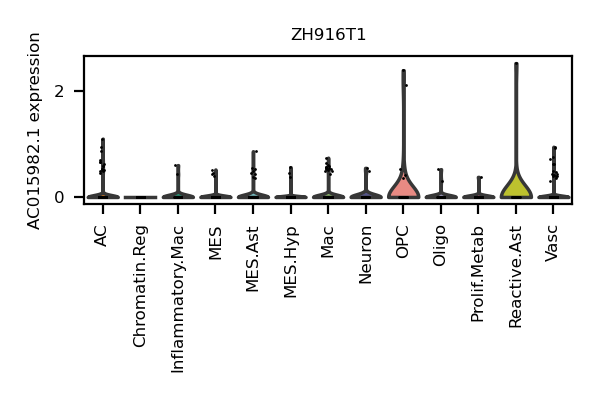 ZH916T1
AC015982.1 expression
2
0
AC
Chromatin.Reg
Inflammatory.Mac
MES
MES.Ast
MES.Hyp
Mac
Neuron
OPC
Oligo
Prolif.Metab
Reactive.Ast
Vasc